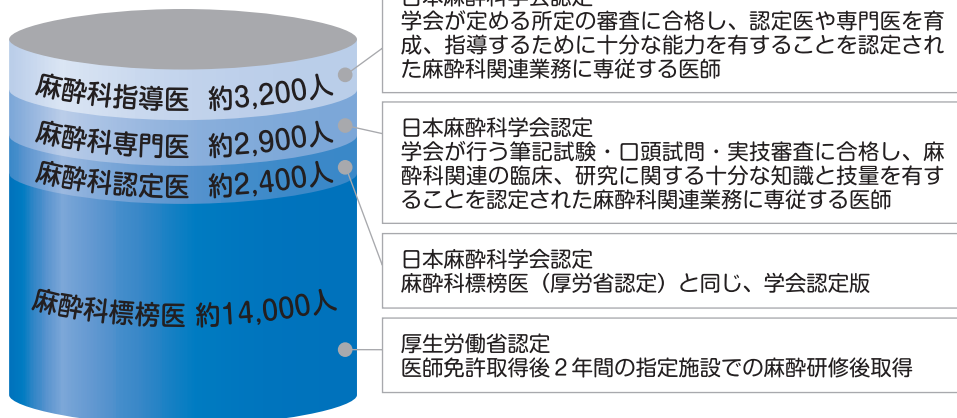 日本麻酔科学会認定
学会が定める所定の審査に合格し、認定医や専門医を育
成、指導するために十分な能力を有することを認定され
た麻酔科関連業務に専従する医師
麻酔科指導医 約3,200人
日本麻酔科学会認定
学会が行う筆記試験・口頭試問・実技審査に合格し、麻
酔科関連の臨床、研究に関する十分な知識と技量を有す
ることを認定された麻酔科関連業務に専従する医師
麻酔科専門医 約2,900人
麻酔科認定医 約2,400人
日本麻酔科学会認定
麻酔科標榜医（厚労省認定）と同じ、学会認定版
麻酔科標榜医 約14,000人
厚生労働省認定
医師免許取得後２年間の指定施設での麻酔研修後取得